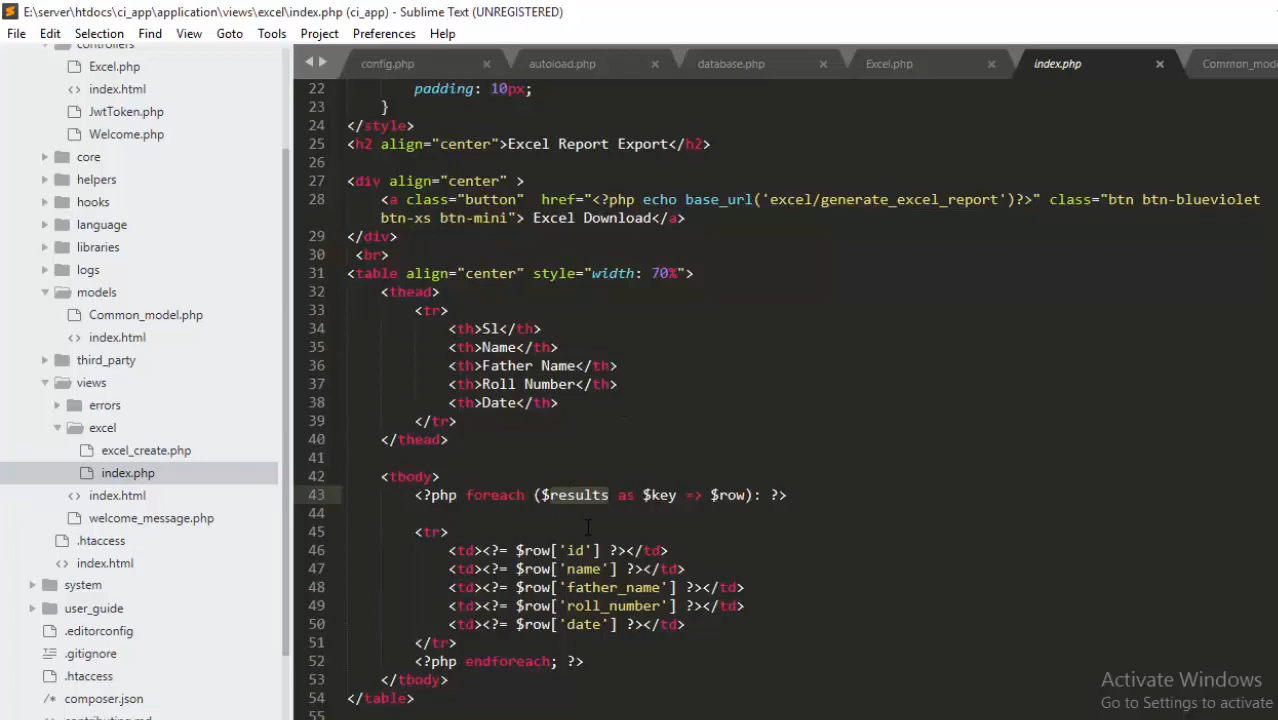 E:\server\htdocs\ci_app\application\views\excel\index.php (ci_app) - Sublime Text (UNREGISTERED)
File Edit Selection Find View Goto Tools Project Preferences Help
controllers
Excel.php
index.html
JwtToken.php
Welcome.php
core
helpers
hooks
language
libraries
logs
models
Common_model.php
index.html
third_party
views
errors
excel
excel_create.php
index.php
index.html
welcome_message.php
.htaccess
index.html
system
user_guide
.editorconfig
.gitignore
.htaccess
composer.json
contributing.md
config.php autoload.php database.php Excel.php index.php Common_mode
22 padding: 10px;
23 }
24 </style>
25 <h2 align="center">Excel Report Export</h2>
26
27 <div align="center" >
28 <a class="button"  href="<?php echo base_url('excel/generate_excel_report')?>" class="btn btn-blueviolet
btn-xs btn-mini"> Excel Download</a>
29 </div>
30 <br>
31 <table align="center" style="width: 70%">
32 <thead>
33 <tr>
34 <th>Sl</th>
35 <th>Name</th>
36 <th>Father Name</th>
37 <th>Roll Number</th>
38 <th>Date</th>
39 </tr>
40 </thead>
41
42 <tbody>
43 <?php foreach ($results as $key => $row): ?>
44
45 <tr>
46 <td><?= $row['id'] ?></td>
47 <td><?= $row['name'] ?></td>
48 <td><?= $row['father_name'] ?></td>
49 <td><?= $row['roll_number'] ?></td>
50 <td><?= $row['date'] ?></td>
51 </tr>
52 <?php endforeach; ?>
53 </tbody>
54 </table>
55
Activate Windows
Go to Settings to activate